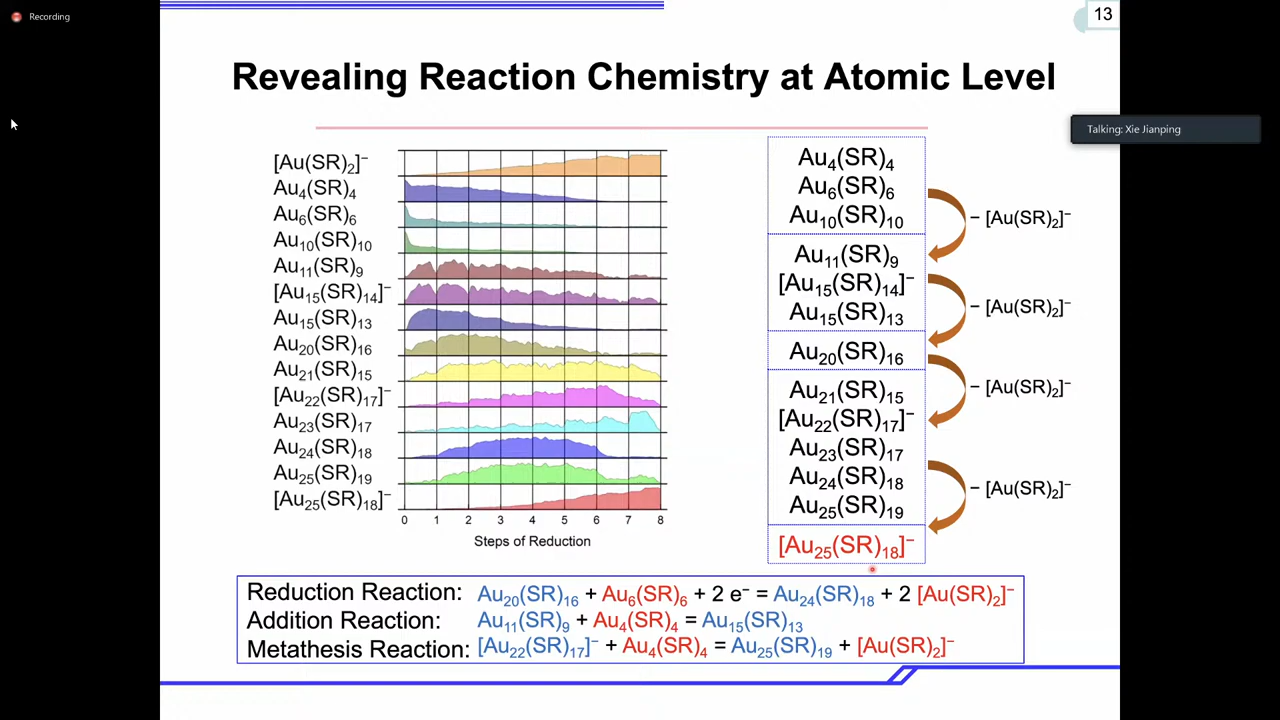 Recording
13
Revealing Reaction Chemistry at Atomic Level
Talking: Xie Jianping
[Au(SR)₂]⁻
Au₄(SR)₄
Au₆(SR)₆
Au₁₀(SR)₁₀
Au₁₁(SR)₉
[Au₁₅(SR)₁₄]⁻
Au₁₅(SR)₁₃
Au₂₀(SR)₁₆
Au₂₁(SR)₁₅
[Au₂₂(SR)₁₇]⁻
Au₂₃(SR)₁₇
Au₂₄(SR)₁₈
Au₂₅(SR)₁₉
[Au₂₅(SR)₁₈]⁻
0 1 2 3 4 5 6 7 8
Steps of Reduction
Au₄(SR)₄
Au₆(SR)₆
Au₁₀(SR)₁₀
− [Au(SR)₂]⁻
Au₁₁(SR)₉
[Au₁₅(SR)₁₄]⁻
Au₁₅(SR)₁₃
− [Au(SR)₂]⁻
Au₂₀(SR)₁₆
− [Au(SR)₂]⁻
Au₂₁(SR)₁₅
[Au₂₂(SR)₁₇]⁻
Au₂₃(SR)₁₇
Au₂₄(SR)₁₈
Au₂₅(SR)₁₉
− [Au(SR)₂]⁻
[Au₂₅(SR)₁₈]⁻
Reduction Reaction: Au₂₀(SR)₁₆ + Au₆(SR)₆ + 2 e⁻ = Au₂₄(SR)₁₈ + 2 [Au(SR)₂]⁻
Addition Reaction: Au₁₁(SR)₉ + Au₄(SR)₄ = Au₁₅(SR)₁₃
Metathesis Reaction: [Au₂₂(SR)₁₇]⁻ + Au₄(SR)₄ = Au₂₅(SR)₁₉ + [Au(SR)₂]⁻